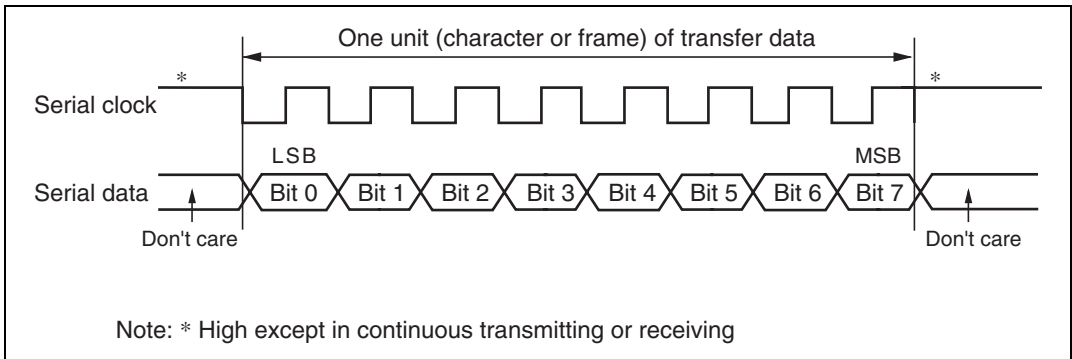 One unit (character or frame) of transfer data
* *
Serial clock
LSB MSB
Serial data Bit 0 Bit 1 Bit 2 Bit 3 Bit 4 Bit 5 Bit 6 Bit 7
Don't care Don't care
Note: * High except in continuous transmitting or receiving